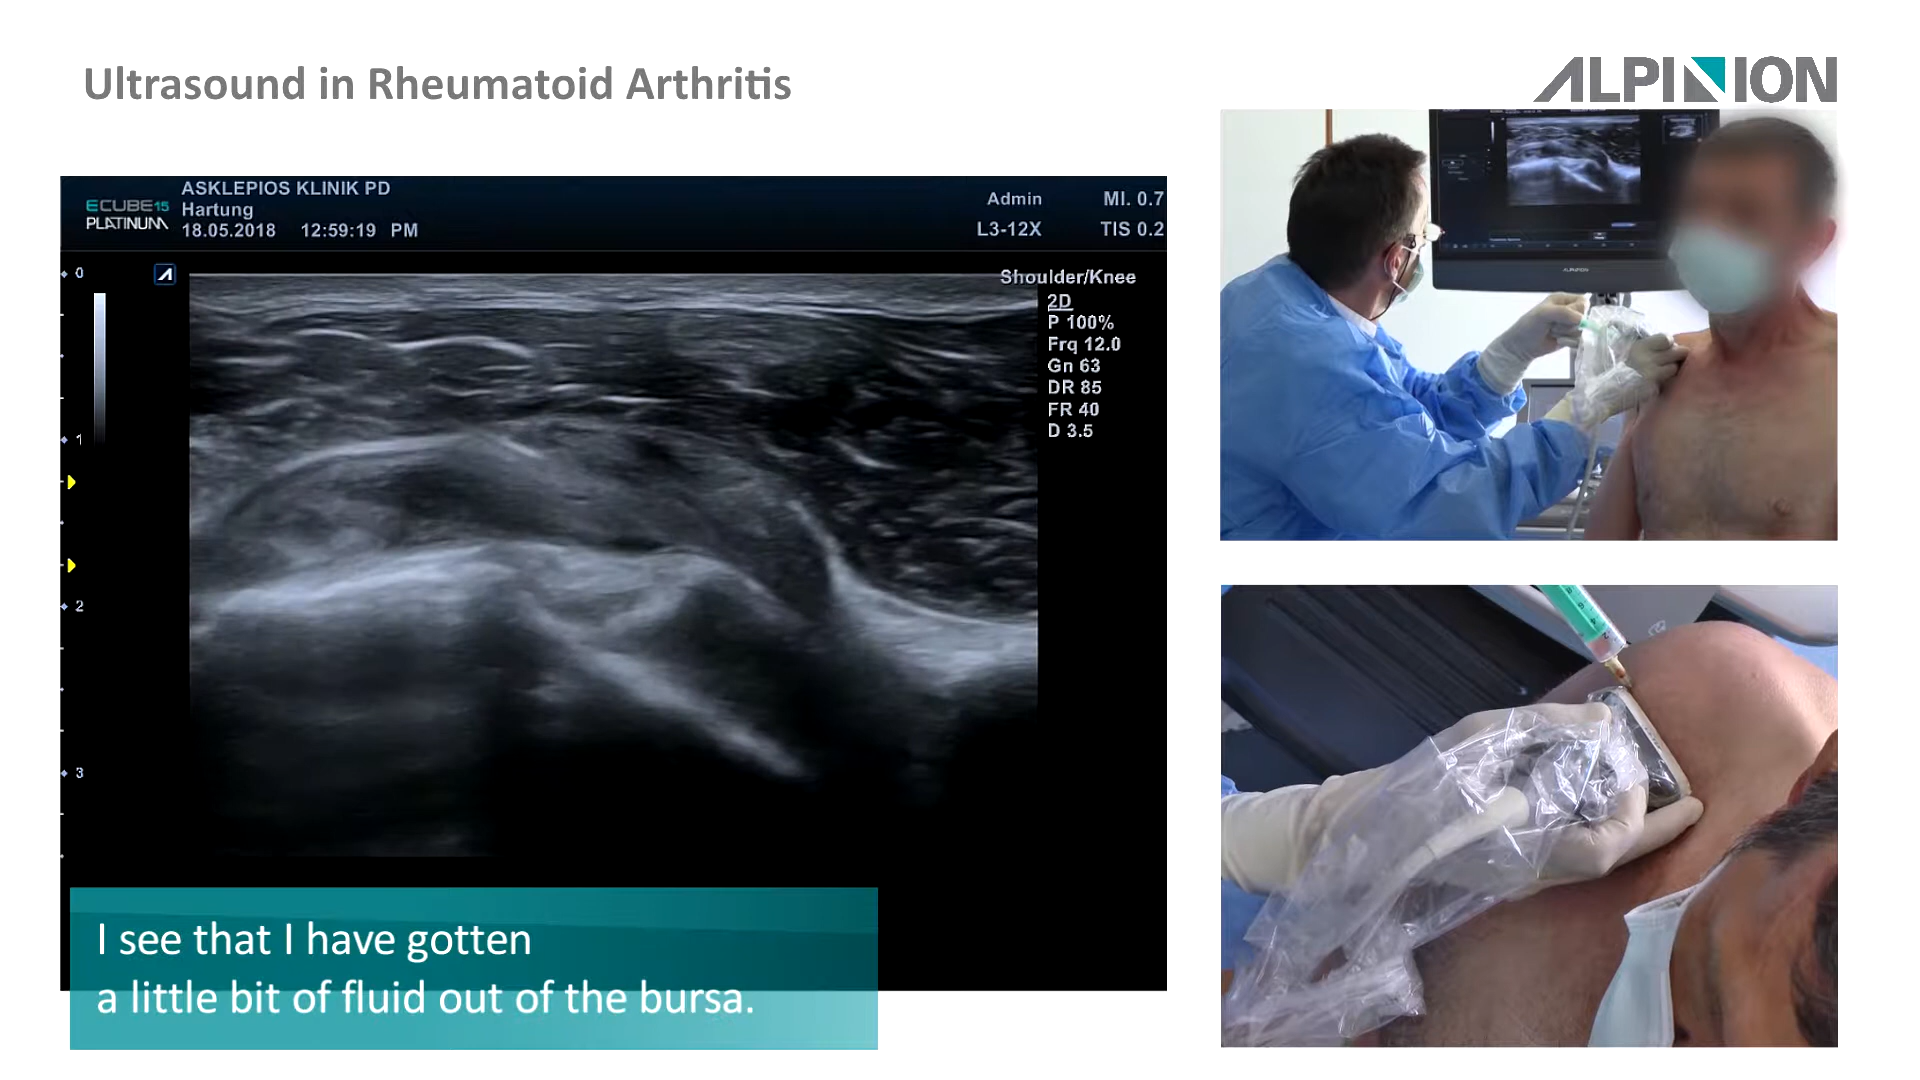 Ultrasound in Rheumatoid Arthritis
ALPINION
ECUBE15
PLATINUM
ASKLEPIOS KLINIK PD
Hartung
18.05.2018 12:59:19 PM
Admin
MI. 0.7
L3-12X
TIS 0.2
Shoulder/Knee
2D
P 100%
Frq 12.0
Gn 63
DR 85
FR 40
D 3.5
0
1
2
3
ALPINION
I see that I have gotten
a little bit of fluid out of the bursa.